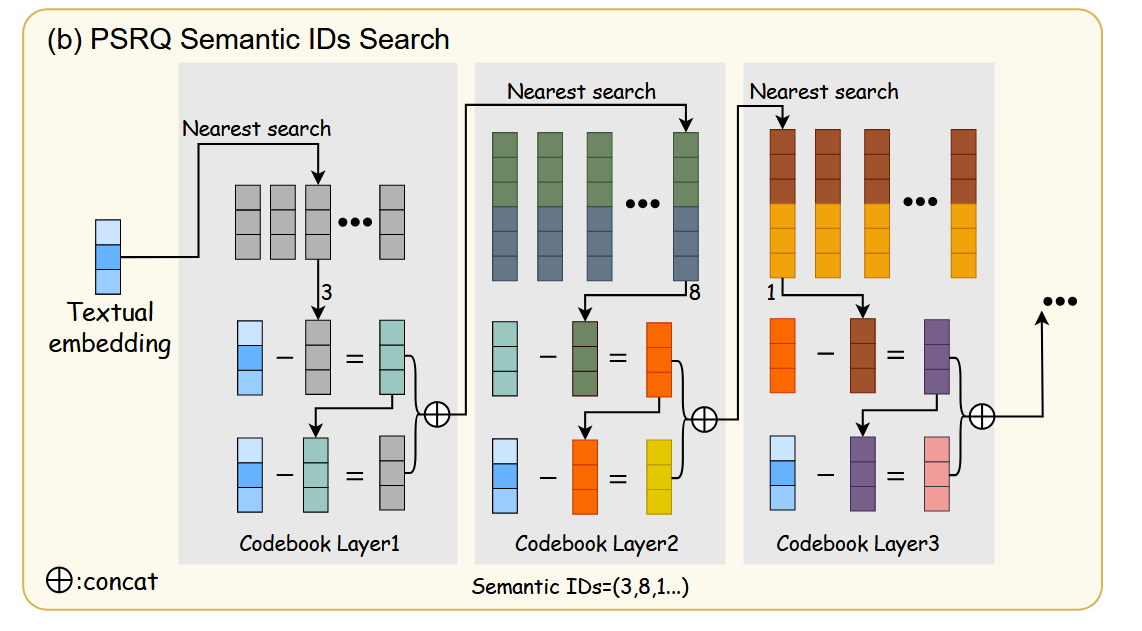 (b) PSRQ Semantic IDs Search
Nearest search
Nearest search
Nearest search
•••
•••
•••
Textual
embedding
3
8
1
•••
− =
− =
− =
− =
− =
− =
Codebook Layer1
Codebook Layer2
Codebook Layer3
⊕:concat
Semantic IDs=(3,8,1...)